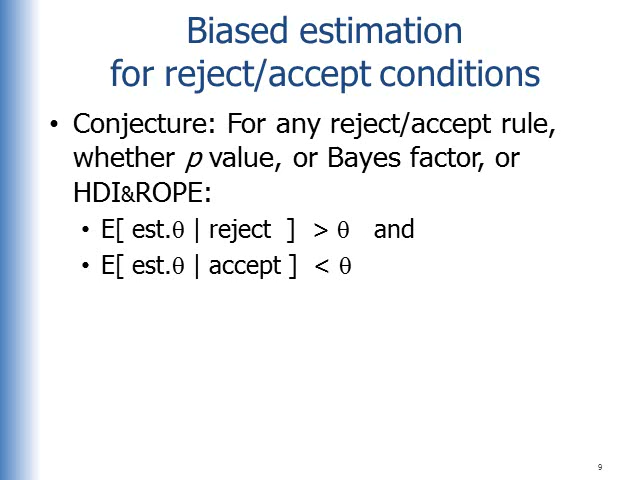 Biased estimation
for reject/accept conditions
• Conjecture: For any reject/accept rule,
whether p value, or Bayes factor, or
HDI&ROPE:
• E[ est.θ | reject ] > θ and
• E[ est.θ | accept ] < θ
9